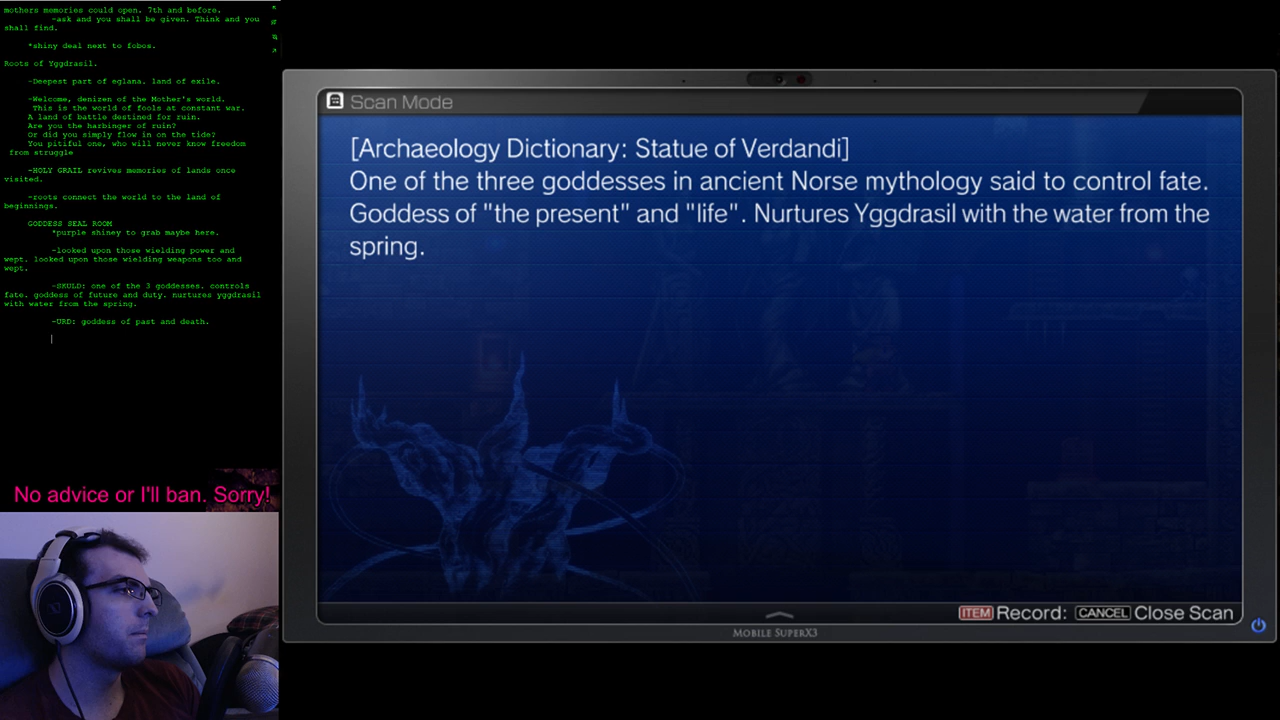 mothers memories could open. 7th and before.
-ask and you shall be given. Think and you
shall find.
*shiny deal next to fobos.
Roots of Yggdrasil.
-Deepest part of eglana. land of exile.
-Welcome, denizen of the Mother's world.
This is the world of fools at constant war.
A land of battle destined for ruin.
Are you the harbinger of ruin?
Or did you simply flow in on the tide?
You pitiful one, who will never know freedom
from struggle
-HOLY GRAIL revives memories of lands once
visited.
-roots connect the world to the land of
beginnings.
GODDESS SEAL ROOM
*purple shiney to grab maybe here.
-looked upon those wielding power and
wept. looked upon those wielding weapons too and
wept.
-SKULD: one of the 3 goddesses. controls
fate. goddess of future and duty. nurtures yggdrasil
with water from the spring.
-URD: goddess of past and death.
No advice or I'll ban. Sorry!
Scan Mode
[Archaeology Dictionary: Statue of Verdandi]
One of the three goddesses in ancient Norse mythology said to control fate.
Goddess of "the present" and "life". Nurtures Yggdrasil with the water from the
spring.
ITEM Record: CANCEL Close Scan
MOBILE SUPERX3